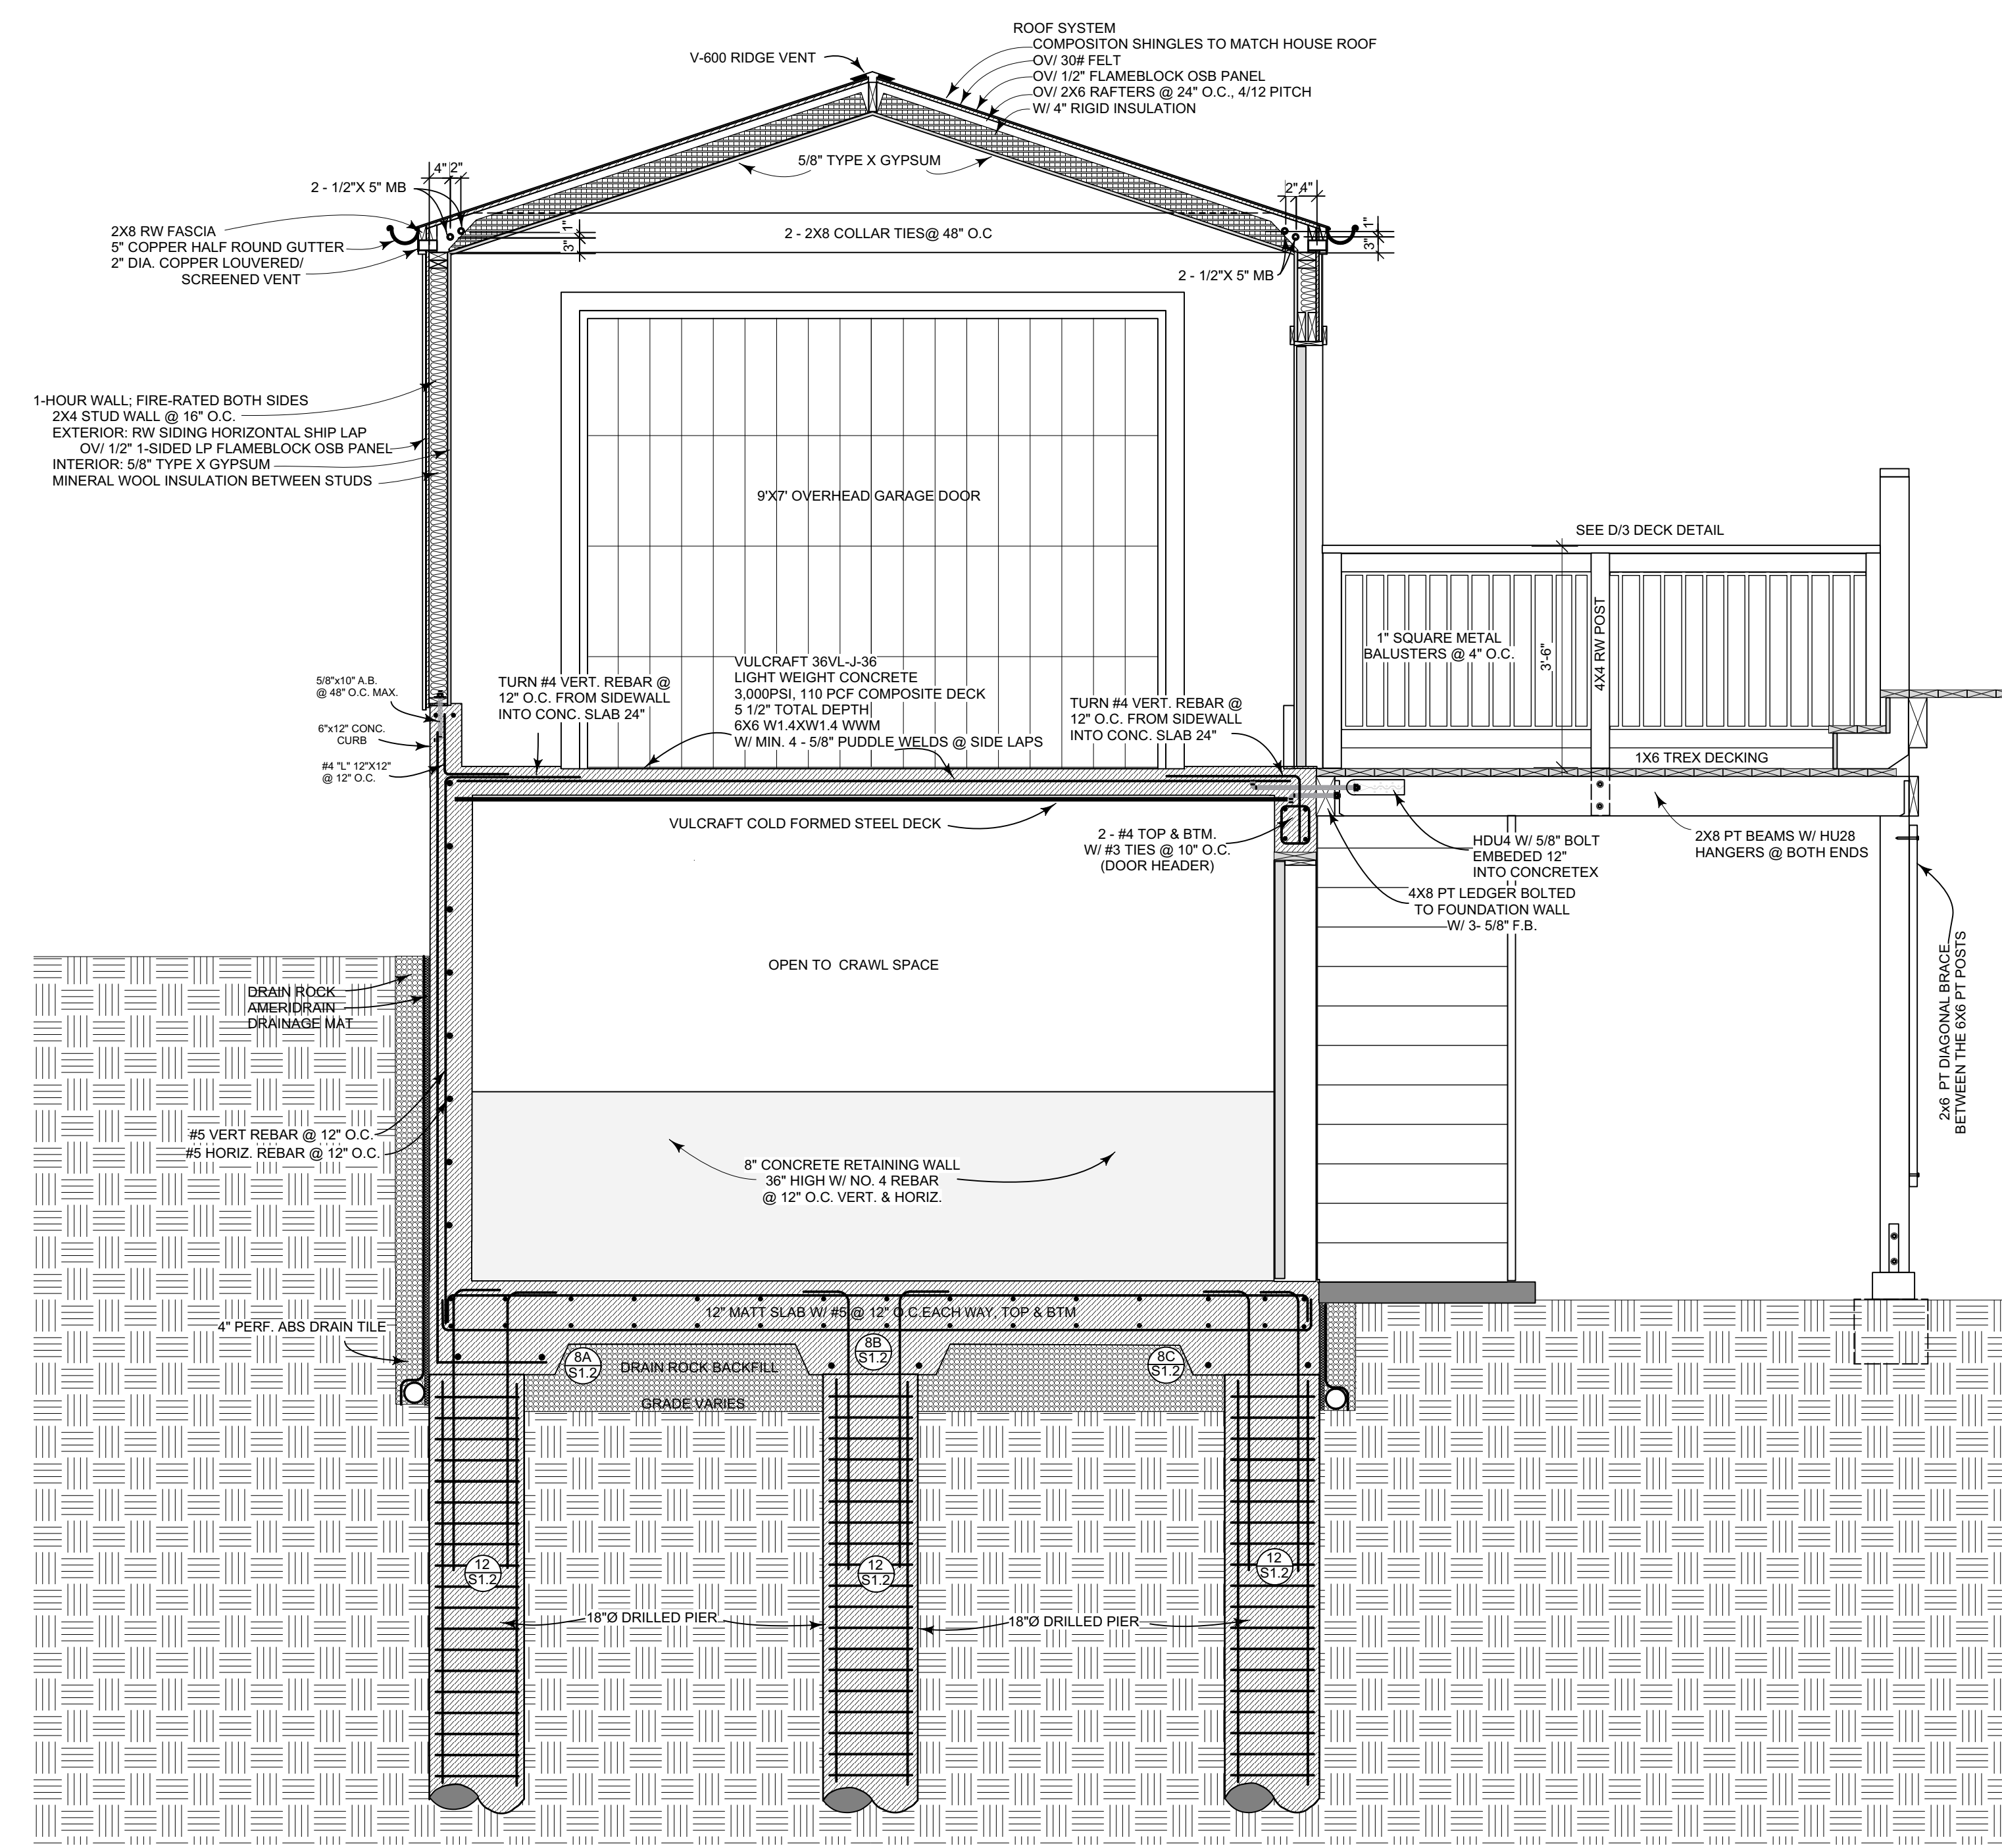 ROOF SYSTEM
COMPOSITON SHINGLES TO MATCH HOUSE ROOF
OV/ 30# FELT
OV/ 1/2" FLAMEBLOCK OSB PANEL
OV/ 2X6 RAFTERS @ 24" O.C., 4/12 PITCH
W/ 4" RIGID INSULATION
V-600 RIDGE VENT
5/8" TYPE X GYPSUM
4" 2"
2 - 1/2"X 5" MB
2" 4"
2X8 RW FASCIA
5" COPPER HALF ROUND GUTTER
2" DIA. COPPER LOUVERED/
SCREENED VENT
1"
3"
2 - 2X8 COLLAR TIES@ 48" O.C
1"
3"
2 - 1/2"X 5" MB
1-HOUR WALL; FIRE-RATED BOTH SIDES
2X4 STUD WALL @ 16" O.C.
EXTERIOR: RW SIDING HORIZONTAL SHIP LAP
OV/ 1/2" 1-SIDED LP FLAMEBLOCK OSB PANEL
INTERIOR: 5/8" TYPE X GYPSUM
MINERAL WOOL INSULATION BETWEEN STUDS
9'X7' OVERHEAD GARAGE DOOR
SEE D/3 DECK DETAIL
1" SQUARE METAL
BALUSTERS @ 4" O.C.
3'-6"
4X4 RW POST
5/8"x10" A.B.
@ 48" O.C. MAX.
6"x12" CONC.
CURB
#4 "L" 12"X12"
@ 12" O.C.
TURN #4 VERT. REBAR @
12" O.C. FROM SIDEWALL
INTO CONC. SLAB 24"
VULCRAFT 36VL-J-36
LIGHT WEIGHT CONCRETE
3,000PSI, 110 PCF COMPOSITE DECK
5 1/2" TOTAL DEPTH
6X6 W1.4XW1.4 WWM
W/ MIN. 4 - 5/8" PUDDLE WELDS @ SIDE LAPS
TURN #4 VERT. REBAR @
12" O.C. FROM SIDEWALL
INTO CONC. SLAB 24"
1X6 TREX DECKING
VULCRAFT COLD FORMED STEEL DECK
2 - #4 TOP & BTM.
W/ #3 TIES @ 10" O.C.
(DOOR HEADER)
HDU4 W/ 5/8" BOLT
EMBEDED 12"
INTO CONCRETEX
2X8 PT BEAMS W/ HU28
HANGERS @ BOTH ENDS
4X8 PT LEDGER BOLTED
TO FOUNDATION WALL
W/ 3- 5/8" F.B.
2x6 PT DIAGONAL BRACE
BETWEEN THE 6X6 PT POSTS
OPEN TO CRAWL SPACE
DRAIN ROCK
AMERIDRAIN
DRAINAGE MAT
#5 VERT REBAR @ 12" O.C.
#5 HORIZ. REBAR @ 12" O.C.
8" CONCRETE RETAINING WALL
36" HIGH W/ NO. 4 REBAR
@ 12" O.C. VERT. & HORIZ.
12" MATT SLAB W/ #5@ 12" O.C.EACH WAY, TOP & BTM
4" PERF. ABS DRAIN TILE
8A
S1.2
8B
S1.2
8C
S1.2
DRAIN ROCK BACKFILL
GRADE VARIES
12
S1.2
12
S1.2
12
S1.2
18"Ø DRILLED PIER
18"Ø DRILLED PIER